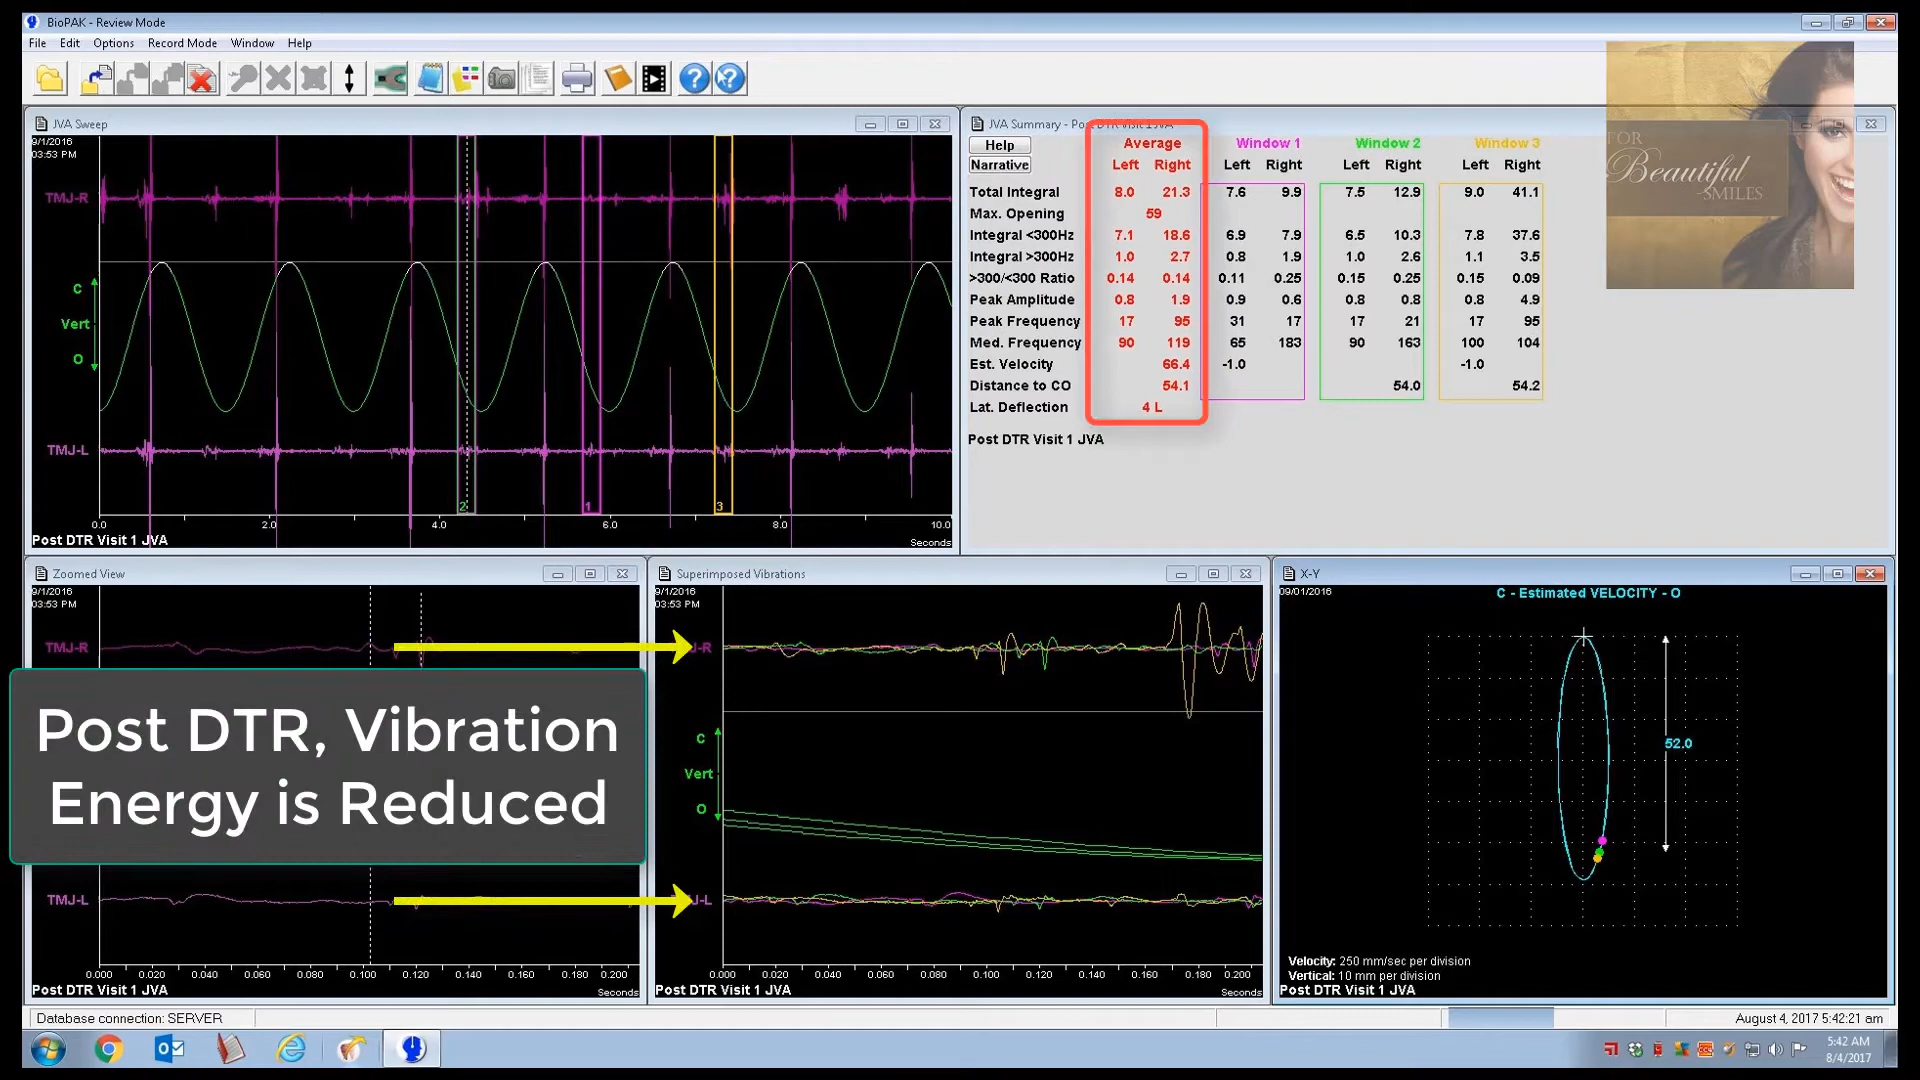 BioPAK - Review Mode
File Edit Options Record Mode Window Help
JVA Sweep
9/1/2016
03:53 PM
TMJ-R
C
Vert
O
TMJ-L
2
1
3
0.0 2.0 4.0 6.0 8.0 10.0
Post DTR Visit 1 JVA
Seconds
JVA Summary - Post DTR Visit 1 JVA
Help
Narrative
Average Window 1 Window 2 Window 3
Left Right Left Right Left Right Left Right
Total Integral 8.0 21.3 7.6 9.9 7.5 12.9 9.0 41.1
Max. Opening 59
Integral <300Hz 7.1 18.6 6.9 7.9 6.5 10.3 7.8 37.6
Integral >300Hz 1.0 2.7 0.8 1.9 1.0 2.6 1.1 3.5
>300/<300 Ratio 0.14 0.14 0.11 0.25 0.15 0.25 0.15 0.09
Peak Amplitude 0.8 1.9 0.9 0.6 0.8 0.8 0.8 4.9
Peak Frequency 17 95 31 17 17 21 17 95
Med. Frequency 90 119 65 183 90 163 100 104
Est. Velocity 66.4 -1.0 -1.0
Distance to CO 54.1 54.0 54.2
Lat. Deflection 4 L
Post DTR Visit 1 JVA
FOR
Beautiful
SMILES
Zoomed View
9/1/2016
03:53 PM
TMJ-R
Post DTR, Vibration
Energy is Reduced
TMJ-L
0.000 0.020 0.040 0.060 0.080 0.100 0.120 0.140 0.160 0.180 0.200
Post DTR Visit 1 JVA
Seconds
Superimposed Vibrations
9/1/2016
03:53 PM
J-R
C
Vert
O
J-L
0.000 0.020 0.040 0.060 0.080 0.100 0.120 0.140 0.160 0.180 0.200
Post DTR Visit 1 JVA
Seconds
X-Y
09/01/2016
C - Estimated VELOCITY - O
52.0
Velocity: 250 mm/sec per division
Vertical: 10 mm per division
Post DTR Visit 1 JVA
Database connection: SERVER
August 4, 2017 5:42:21 am
5:42 AM
8/4/2017